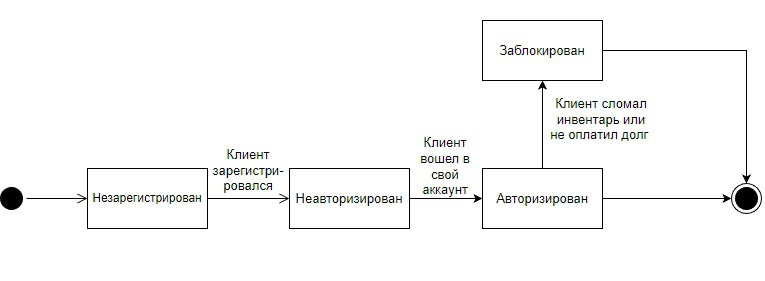 Заблокирован
Клиент сломал
инвентарь или
не оплатил долг
Клиент
вошел в
свой
аккаунт
Клиент
зарегистри-
ровался
Незарегистрирован
Неавторизирован
Авторизирован